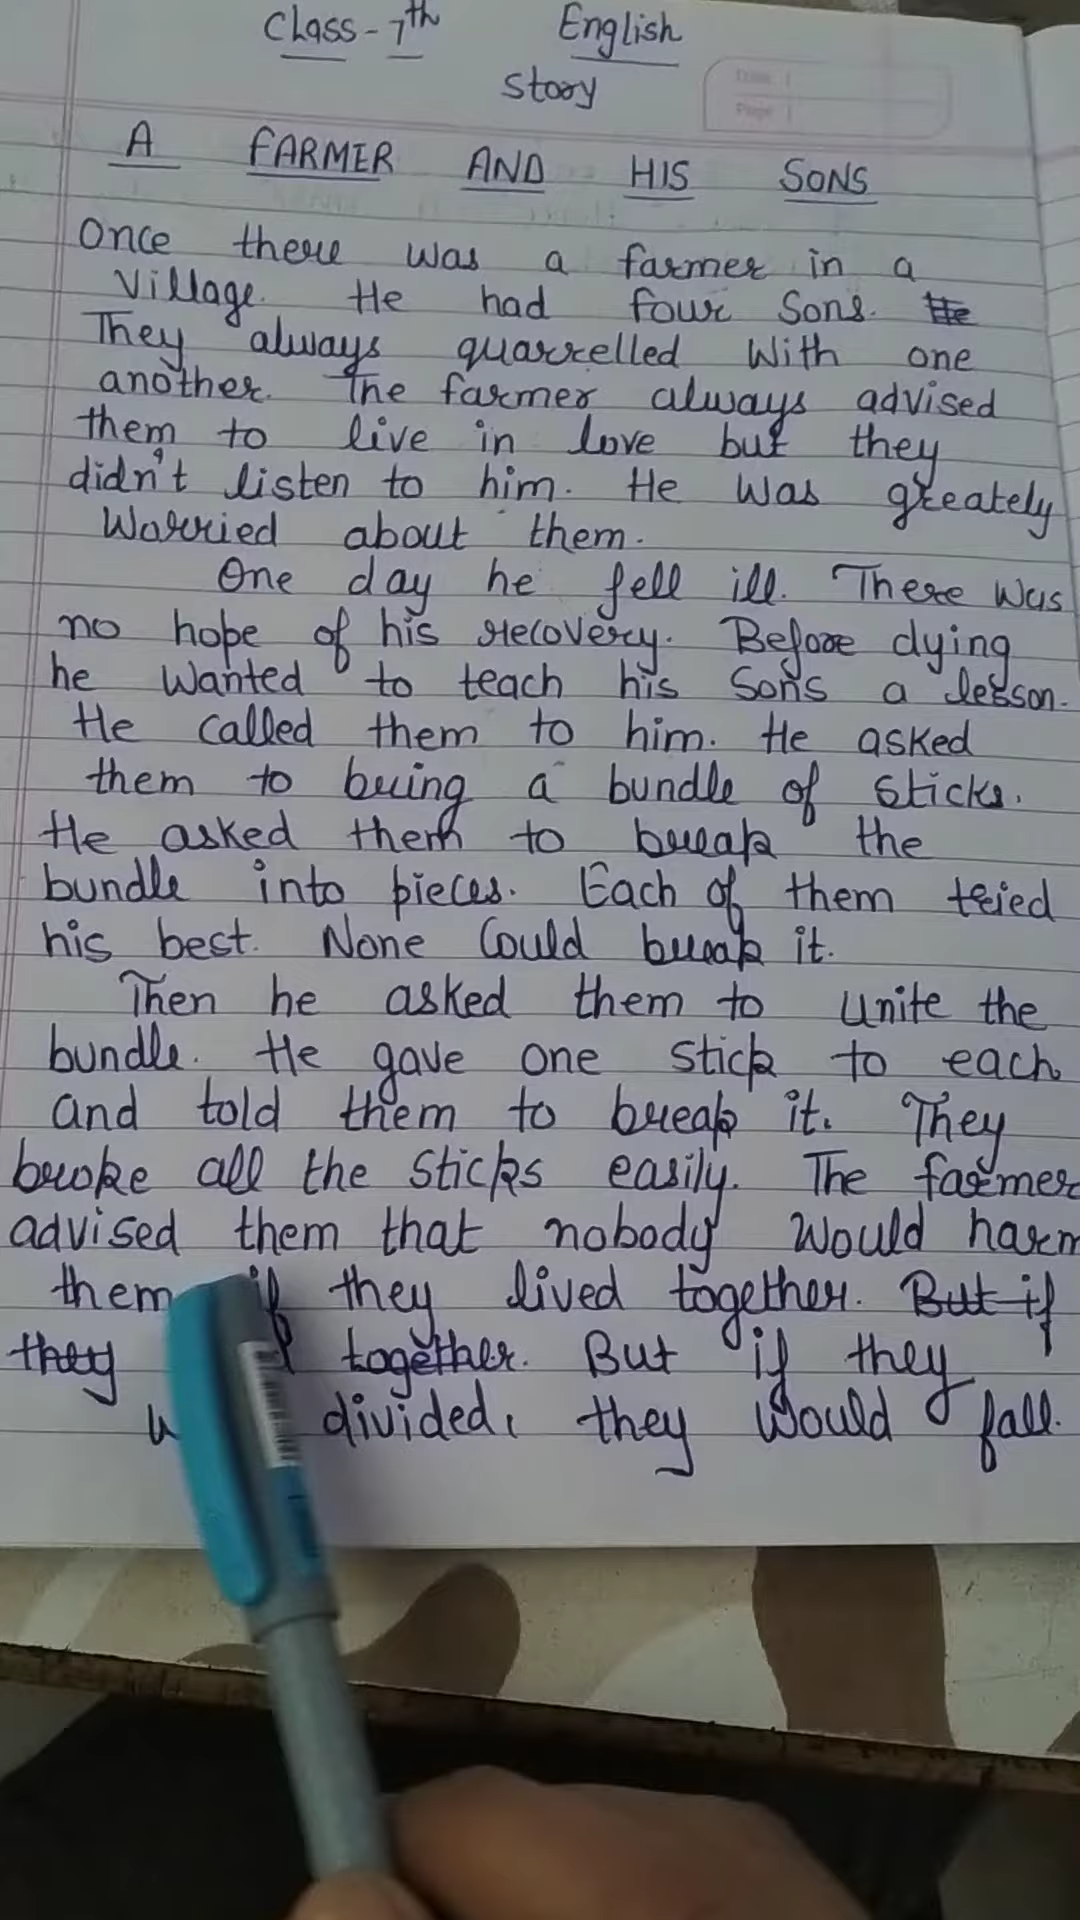 Class - 7th English
Story
Date
Page
A FARMER AND HIS SONS
Once there was a farmer in a
Village. He had four Sons. He
They always quarrelled With one
another. The farmer always advised
them to live in love but they
didn't listen to him. He was greately
Worried about them.
One day he fell ill. There was
no hope of his recovery. Before dying
he wanted to teach his Sons a lesson.
He called them to him. He asked
them to bring a bundle of sticks.
He asked them to break the
bundle into pieces. Each of them tried
his best. None Could break it.
Then he asked them to Unite the
bundle. He gave one stick to each
and told them to break it. They
broke all the sticks easily. The farmer
advised them that nobody would harm
them if they lived together. But if
they together. But if they
divided, they would fall.